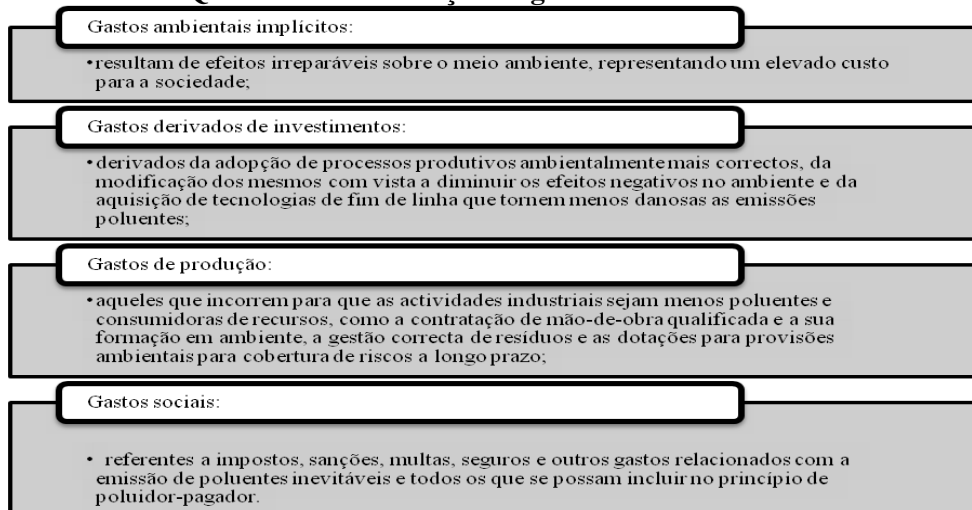 Gastos ambientais implícitos:
•resultam de efeitos irreparáveis sobre o meio ambiente, representando um elevado custo
para a sociedade;
Gastos derivados de investimentos:
•derivados da adopção de processos produtivos ambientalmente mais correctos, da
modificação dos mesmos com vista a diminuir os efeitos negativos no ambiente e da
aquisição de tecnologias de fim de linha que tornem menos danosas as emissões
poluentes;
Gastos de produção:
•aqueles que incorrem para que as actividades industriais sejam menos poluentes e
consumidoras de recursos, como a contratação de mão-de-obra qualificada e a sua
formação em ambiente, a gestão correcta de resíduos e as dotações para provisões
ambientais para cobertura de riscos a longo prazo;
Gastos sociais:
• referentes a impostos, sanções, multas, seguros e outros gastos relacionados com a
emissão de poluentes inevitáveis e todos os que se possam incluir no princípio de
poluidor-pagador.